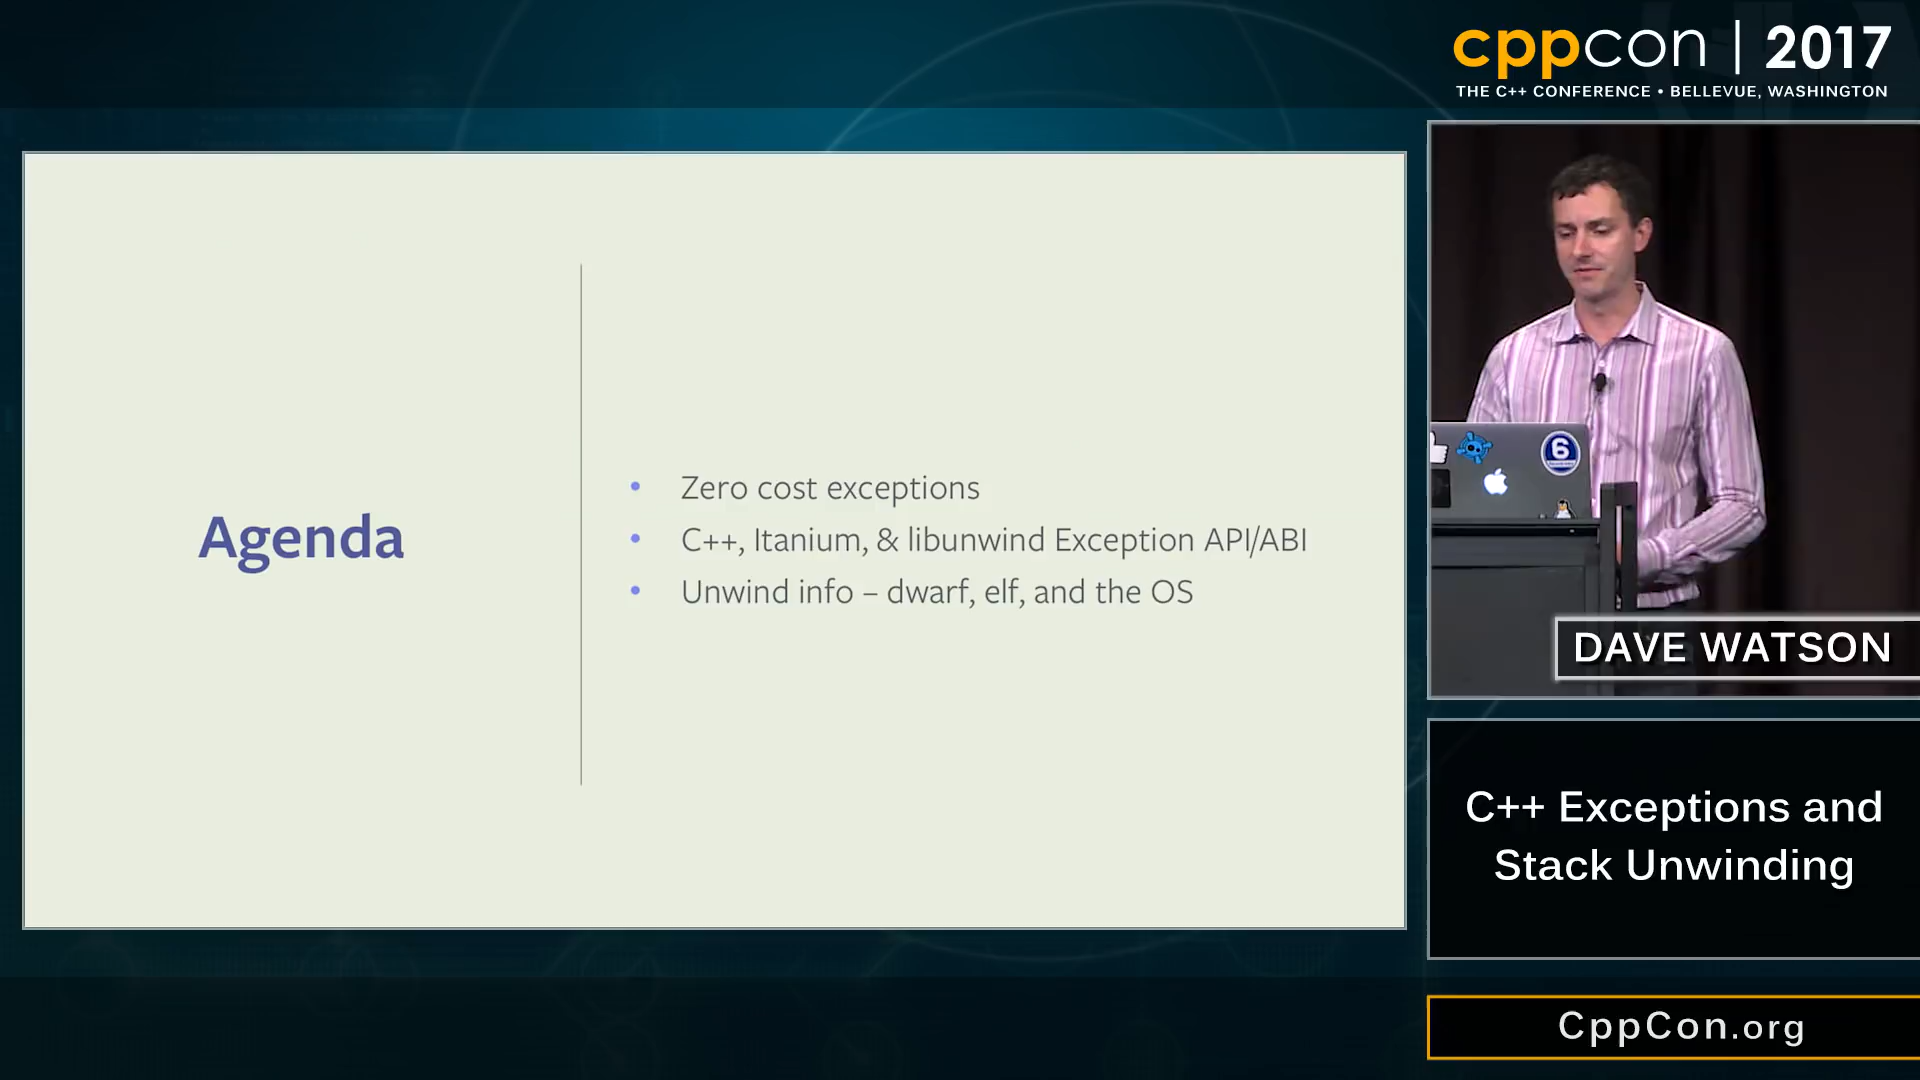 cppcon | 2017
THE C++ CONFERENCE • BELLEVUE, WASHINGTON
Agenda
• Zero cost exceptions
• C++, Itanium, & libunwind Exception API/ABI
• Unwind info – dwarf, elf, and the OS
6
DAVE WATSON
C++ Exceptions and
Stack Unwinding
CppCon.org